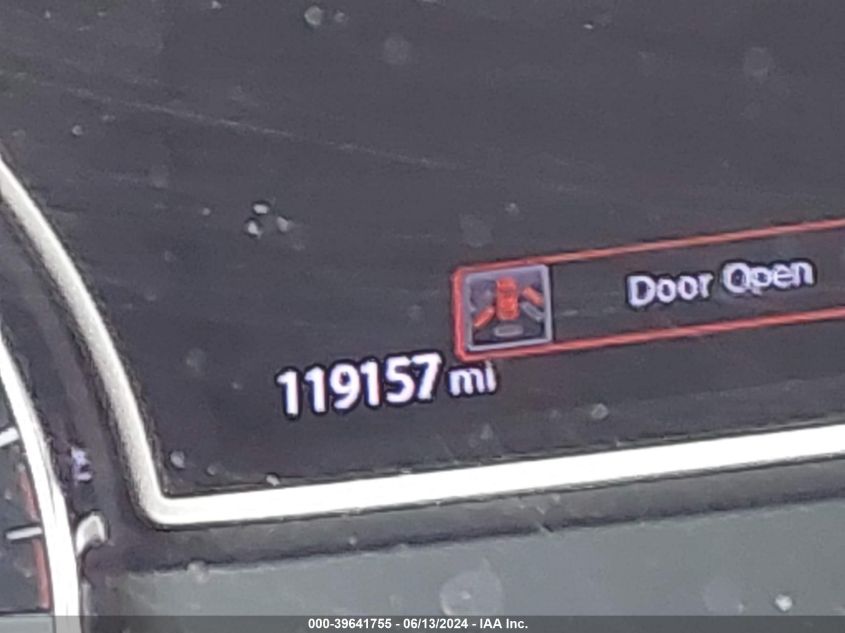 Door Open
119157 mi
000-39641755 - 06/13/2024 - IAA Inc.